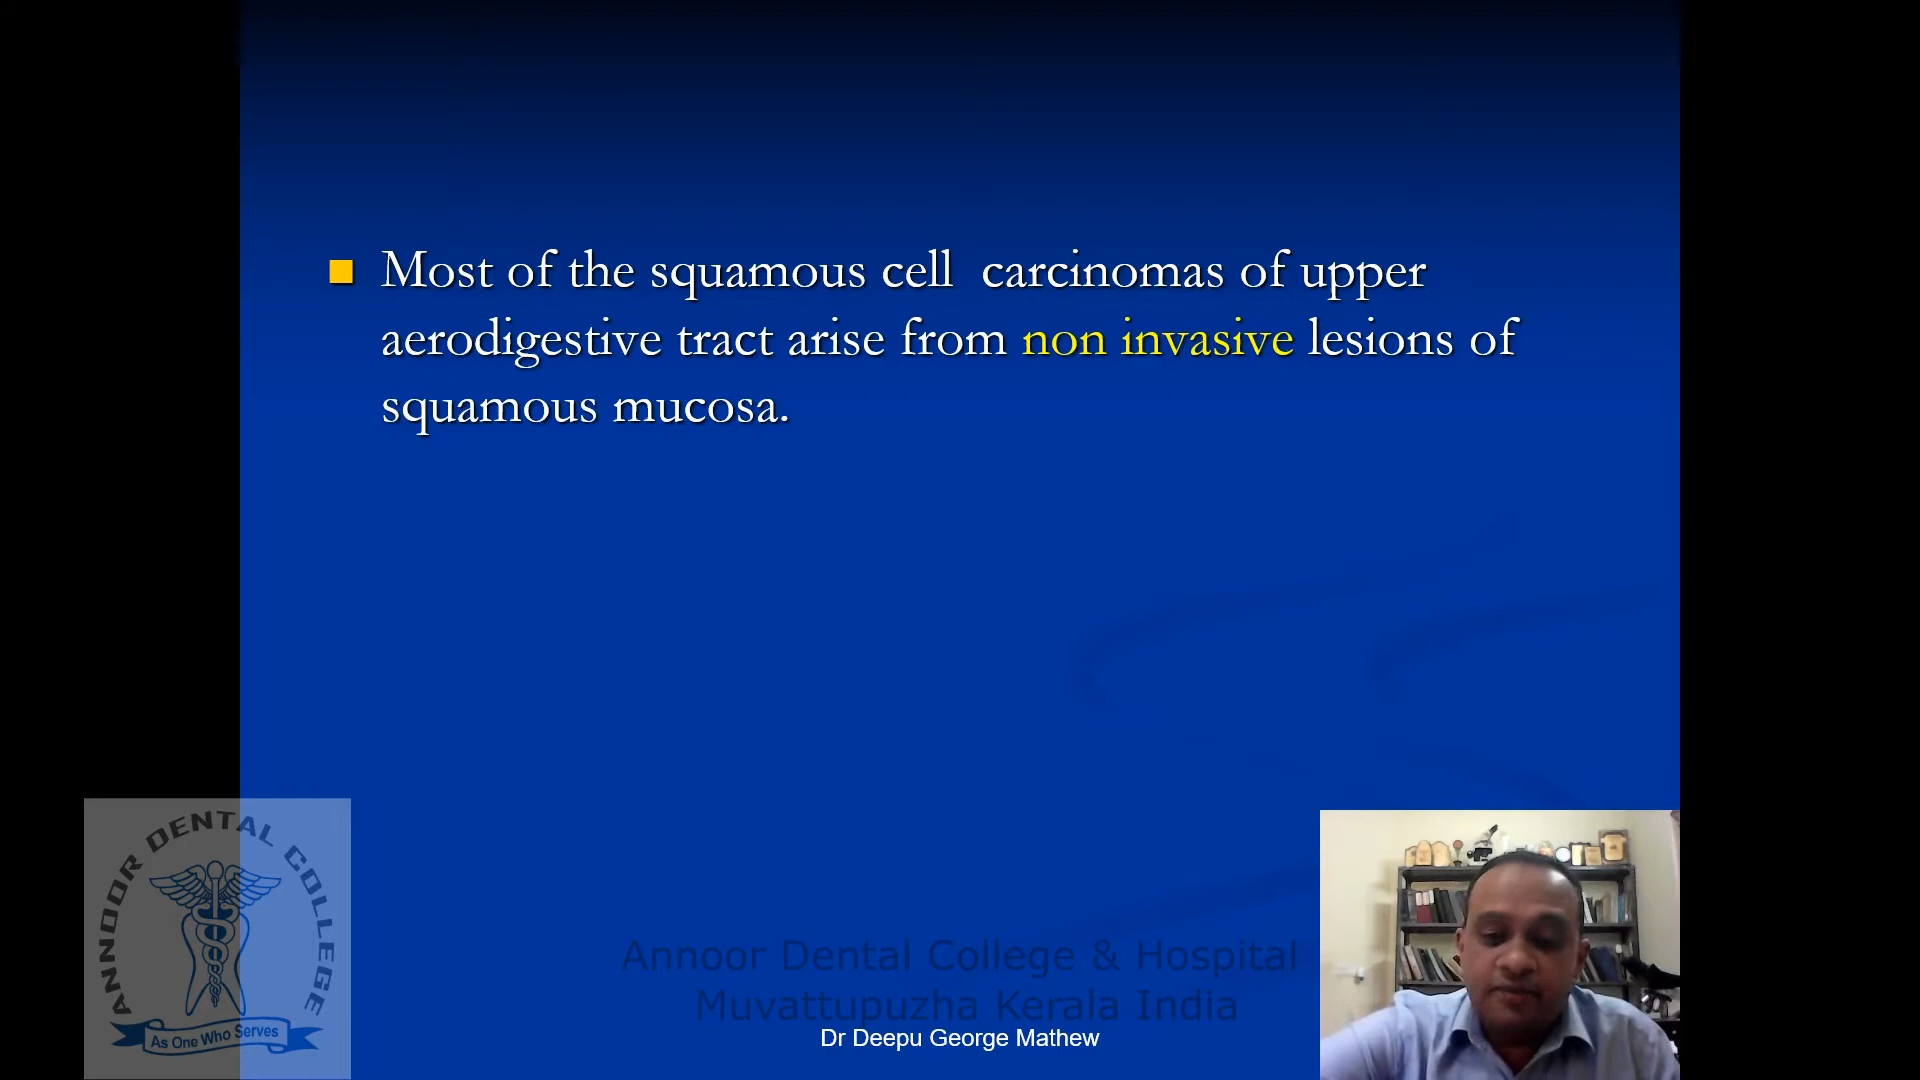 Most of the squamous cell  carcinomas of upper
aerodigestive tract arise from non invasive lesions of
squamous mucosa.
ANNOOR DENTAL COLLEGE
As One Who Serves
Annoor Dental College & Hospital
Muvattupuzha Kerala India
Dr Deepu George Mathew